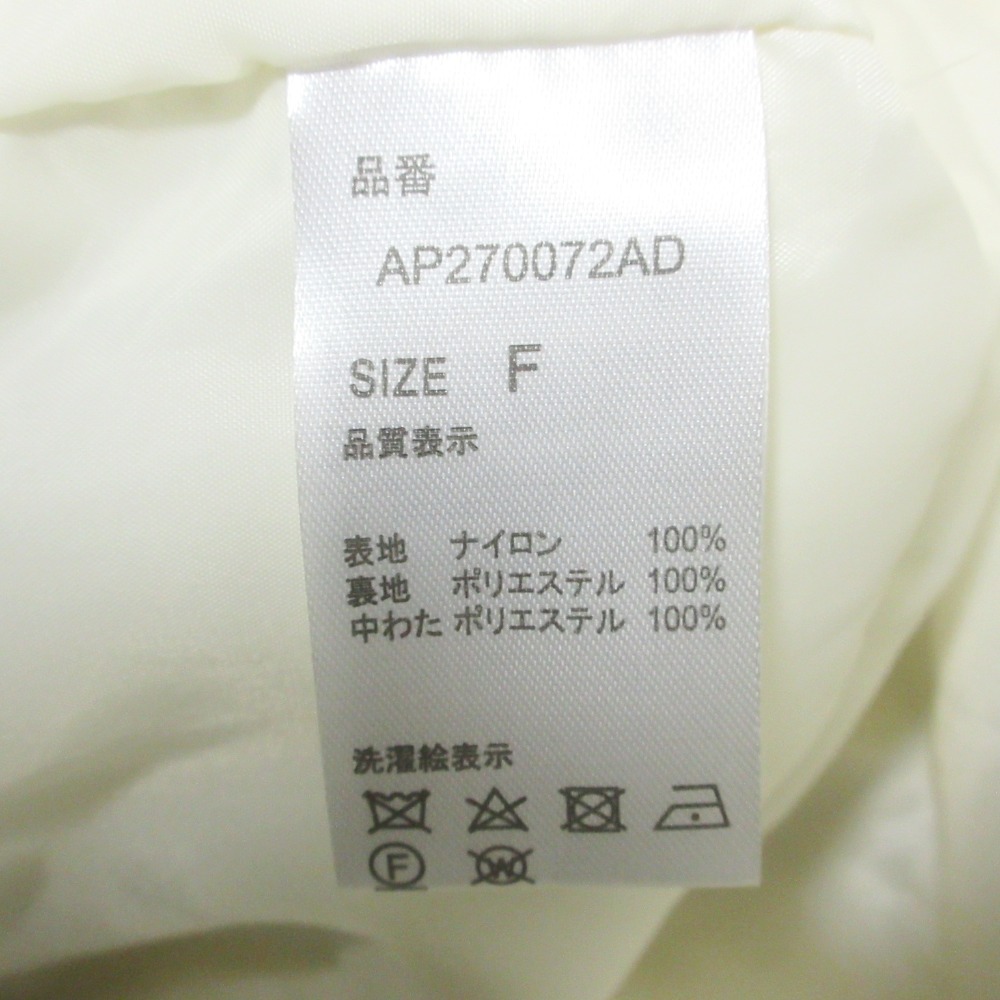 品番
AP270072AD
SIZE F
品質表示
表地 ナイロン 100%
裏地 ポリエステル 100%
中わた ポリエステル 100%
洗濯絵表示
F W